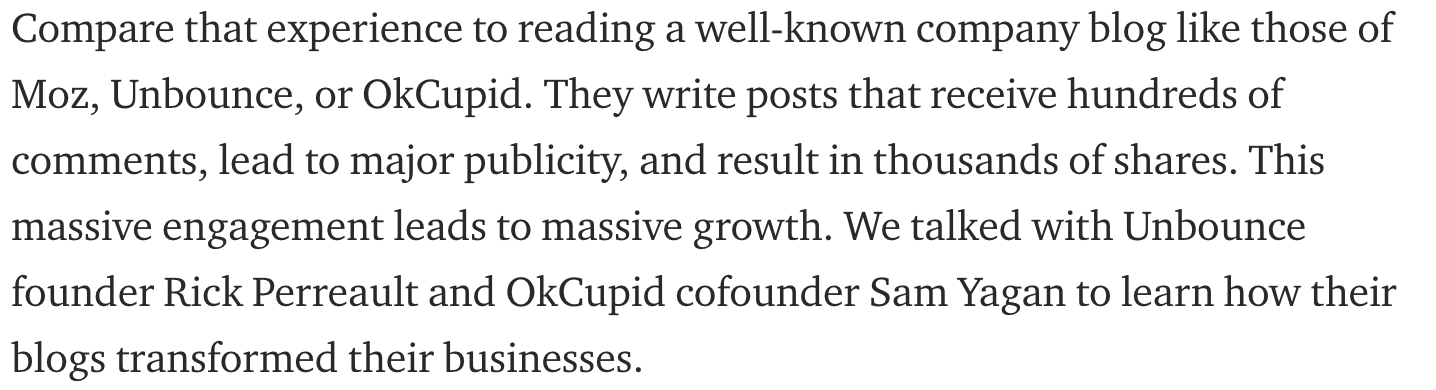 Compare that experience to reading a well-known company blog like those of
Moz, Unbounce, or OkCupid. They write posts that receive hundreds of
comments, lead to major publicity, and result in thousands of shares. This
massive engagement leads to massive growth. We talked with Unbounce
founder Rick Perreault and OkCupid cofounder Sam Yagan to learn how their
blogs transformed their businesses.